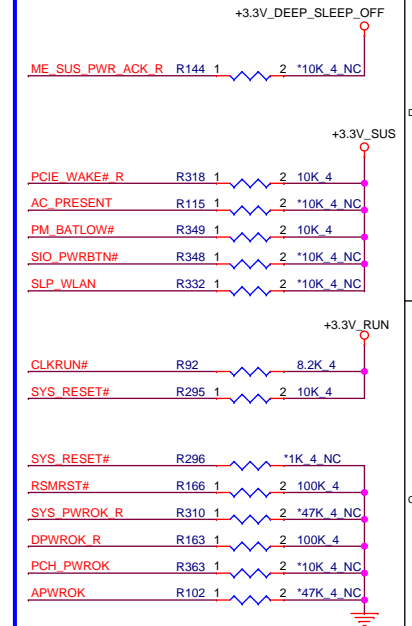 +3.3V_DEEP_SLEEP_OFF
ME_SUS_PWR_ACK_R R144 1 2 *10K_4_NC
D
+3.3V_SUS
PCIE_WAKE#_R R318 1 2 10K_4
AC_PRESENT R115 1 2 *10K_4_NC
PM_BATLOW# R349 1 2 10K_4
SIO_PWRBTN# R348 1 2 *10K_4_NC
SLP_WLAN R332 1 2 *10K_4_NC
+3.3V_RUN
CLKRUN# R92 8.2K_4
SYS_RESET# R295 1 2 10K_4
SYS_RESET# R296 *1K_4_NC
RSMRST# R166 1 2 100K_4
C
SYS_PWROK_R R310 1 2 *47K_4_NC
DPWROK_R R163 1 2 100K_4
PCH_PWROK R363 1 2 *10K_4_NC
APWROK R102 1 2 *47K_4_NC